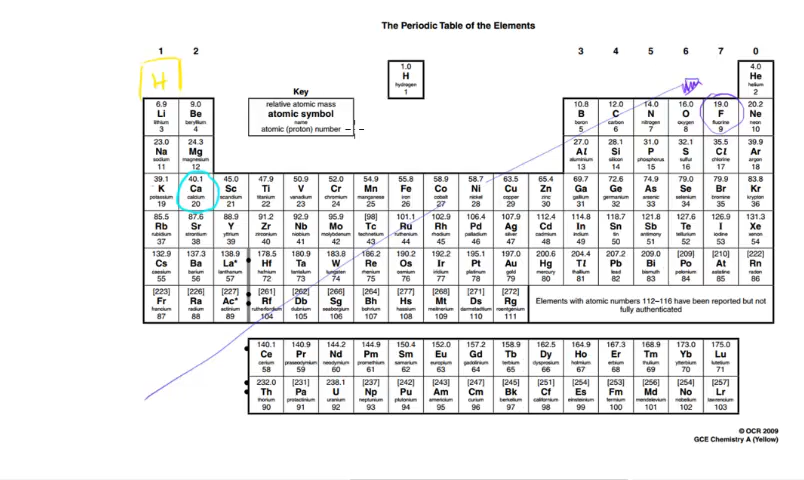 The Periodic Table of the Elements
1 2 3 4 5 6 7 0
H
1.0 4.0
H He
hydrogen helium
1 2
Key
relative atomic mass
atomic symbol
name
atomic (proton) number
6.9 9.0 10.8 12.0 14.0 16.0 19.0 20.2
Li Be B C N O F Ne
lithium beryllium boron carbon nitrogen oxygen fluorine neon
3 4 5 6 7 8 9 10
23.0 24.3 27.0 28.1 31.0 32.1 35.5 39.9
Na Mg Al Si P S Cl Ar
sodium magnesium aluminium silicon phosphorus sulfur chlorine argon
11 12 13 14 15 16 17 18
39.1 40.1 45.0 47.9 50.9 52.0 54.9 55.8 58.9 58.7 63.5 65.4 69.7 72.6 74.9 79.0 79.9 83.8
K Ca Sc Ti V Cr Mn Fe Co Ni Cu Zn Ga Ge As Se Br Kr
potassium calcium scandium titanium vanadium chromium manganese iron cobalt nickel copper zinc gallium germanium arsenic selenium bromine krypton
19 20 21 22 23 24 25 26 27 28 29 30 31 32 33 34 35 36
85.5 87.6 88.9 91.2 92.9 95.9 [98] 101.1 102.9 106.4 107.9 112.4 114.8 118.7 121.8 127.6 126.9 131.3
Rb Sr Y Zr Nb Mo Tc Ru Rh Pd Ag Cd In Sn Sb Te I Xe
rubidium strontium yttrium zirconium niobium molybdenum technetium ruthenium rhodium palladium silver cadmium indium tin antimony tellurium iodine xenon
37 38 39 40 41 42 43 44 45 46 47 48 49 50 51 52 53 54
132.9 137.3 138.9 178.5 180.9 183.8 186.2 190.2 192.2 195.1 197.0 200.6 204.4 207.2 209.0 [209] [210] [222]
Cs Ba La* Hf Ta W Re Os Ir Pt Au Hg Tl Pb Bi Po At Rn
caesium barium lanthanum hafnium tantalum tungsten rhenium osmium iridium platinum gold mercury thallium lead bismuth polonium astatine radon
55 56 57 72 73 74 75 76 77 78 79 80 81 82 83 84 85 86
[223] [226] [227] [261] [262] [266] [264] [277] [268] [271] [272]
Fr Ra Ac* Rf Db Sg Bh Hs Mt Ds Rg
francium radium actinium rutherfordium dubnium seaborgium bohrium hassium meitnerium darmstadtium roentgenium
87 88 89 104 105 106 107 108 109 110 111
Elements with atomic numbers 112–116 have been reported but not
fully authenticated
140.1 140.9 144.2 144.9 150.4 152.0 157.2 158.9 162.5 164.9 167.3 168.9 173.0 175.0
Ce Pr Nd Pm Sm Eu Gd Tb Dy Ho Er Tm Yb Lu
cerium praseodymium neodymium promethium samarium europium gadolinium terbium dysprosium holmium erbium thulium ytterbium lutetium
58 59 60 61 62 63 64 65 66 67 68 69 70 71
232.0 [231] 238.1 [237] [242] [243] [247] [245] [251] [254] [253] [256] [254] [257]
Th Pa U Np Pu Am Cm Bk Cf Es Fm Md No Lr
thorium protactinium uranium neptunium plutonium americium curium berkelium californium einsteinium fermium mendelevium nobelium lawrencium
90 91 92 93 94 95 96 97 98 99 100 101 102 103
© OCR 2009
GCE Chemistry A (Yellow)